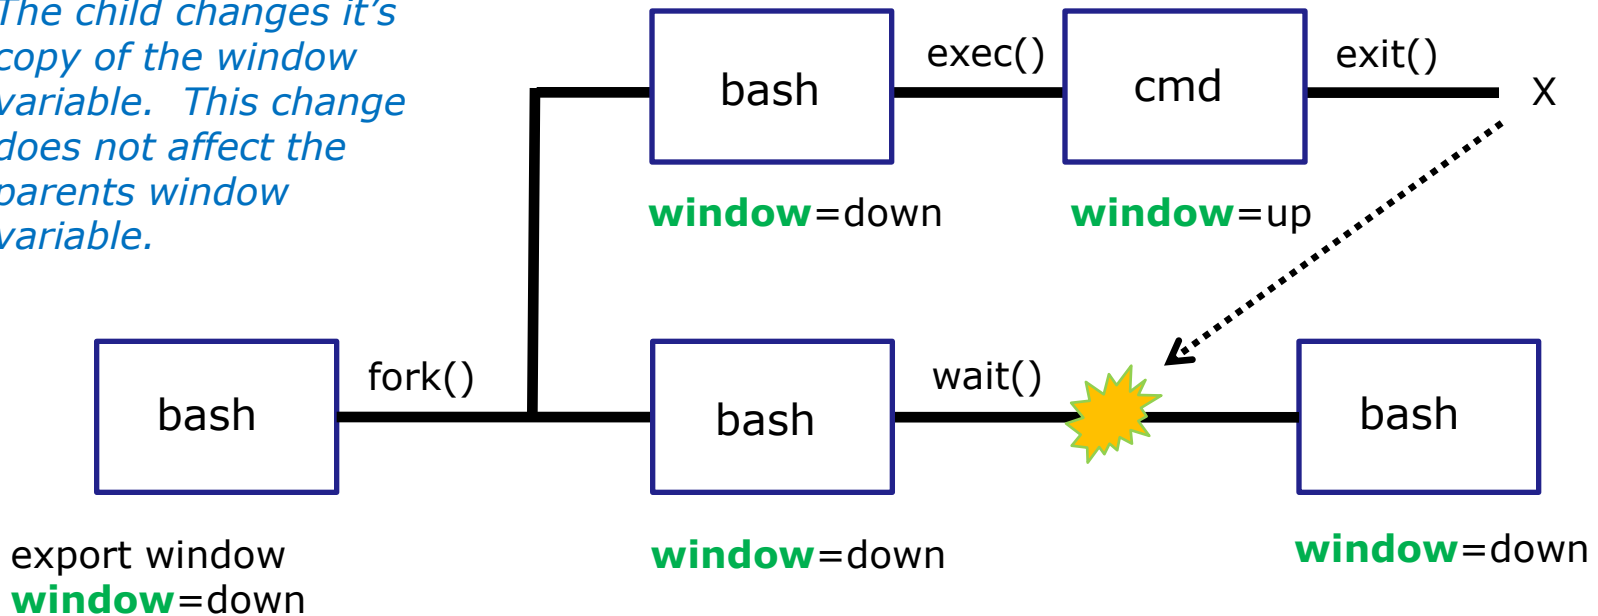 The child changes it’s
copy of the window
variable.  This change
does not affect the
parents window
variable.
bash
exec()
cmd
exit()
X
window=down
window=up
bash
fork()
bash
wait()
bash
export window
window=down
window=down
window=down